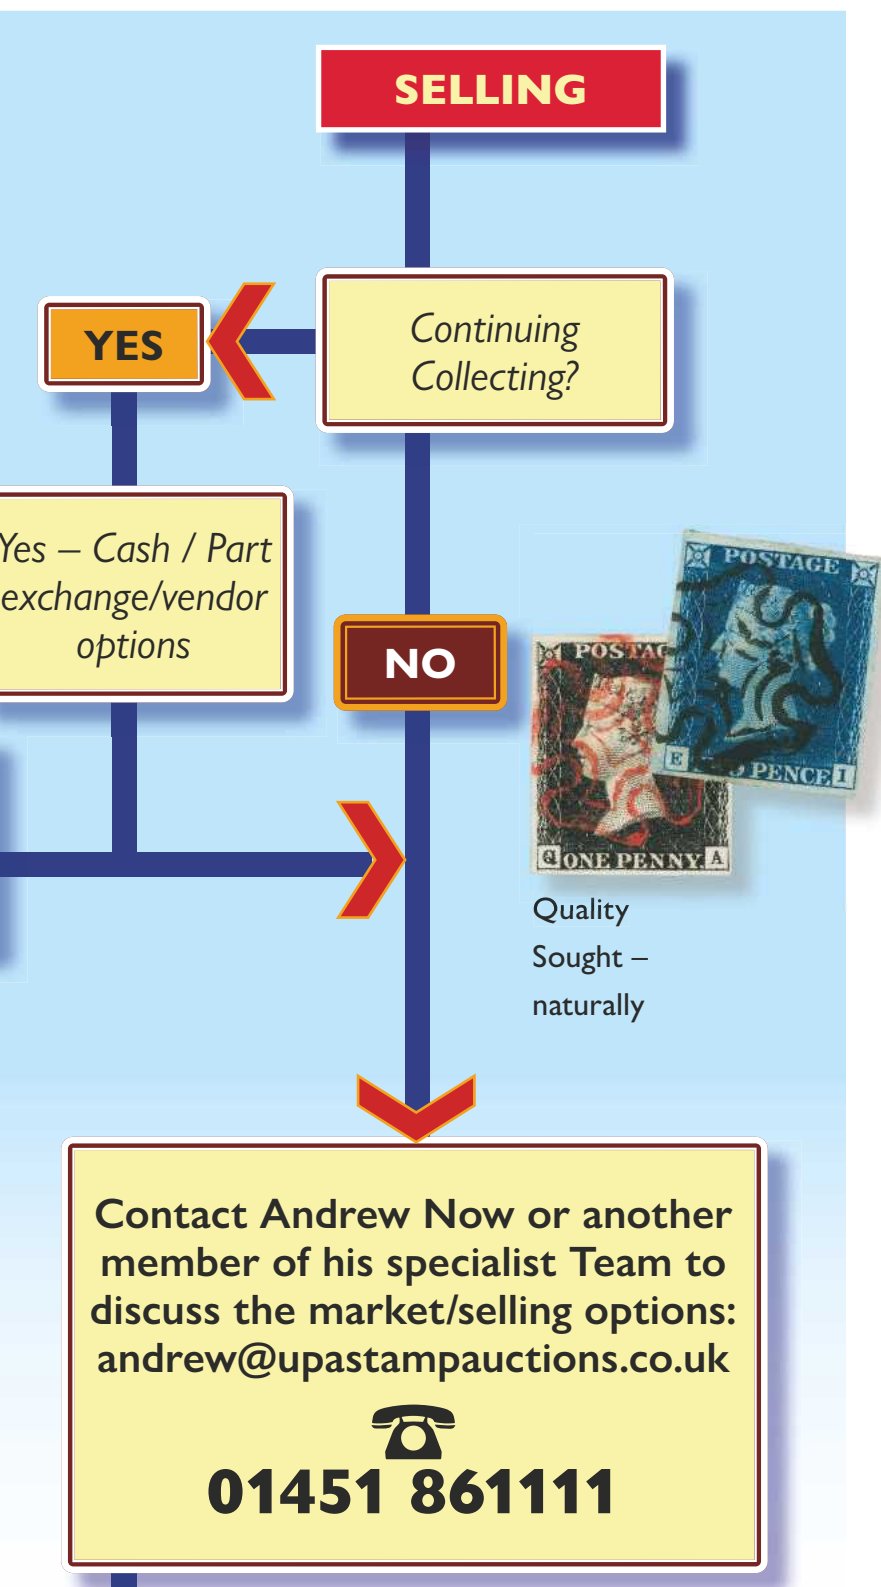 SELLING
Continuing
Collecting?
YES
Yes – Cash / Part
exchange/vendor
options
NO
POSTAGE
E
PENCE I
POSTAG
G ONE PENNY A
Quality
Sought –
naturally
Contact Andrew Now or another
member of his specialist Team to
discuss the market/selling options:
andrew@upastampauctions.co.uk
01451 861111